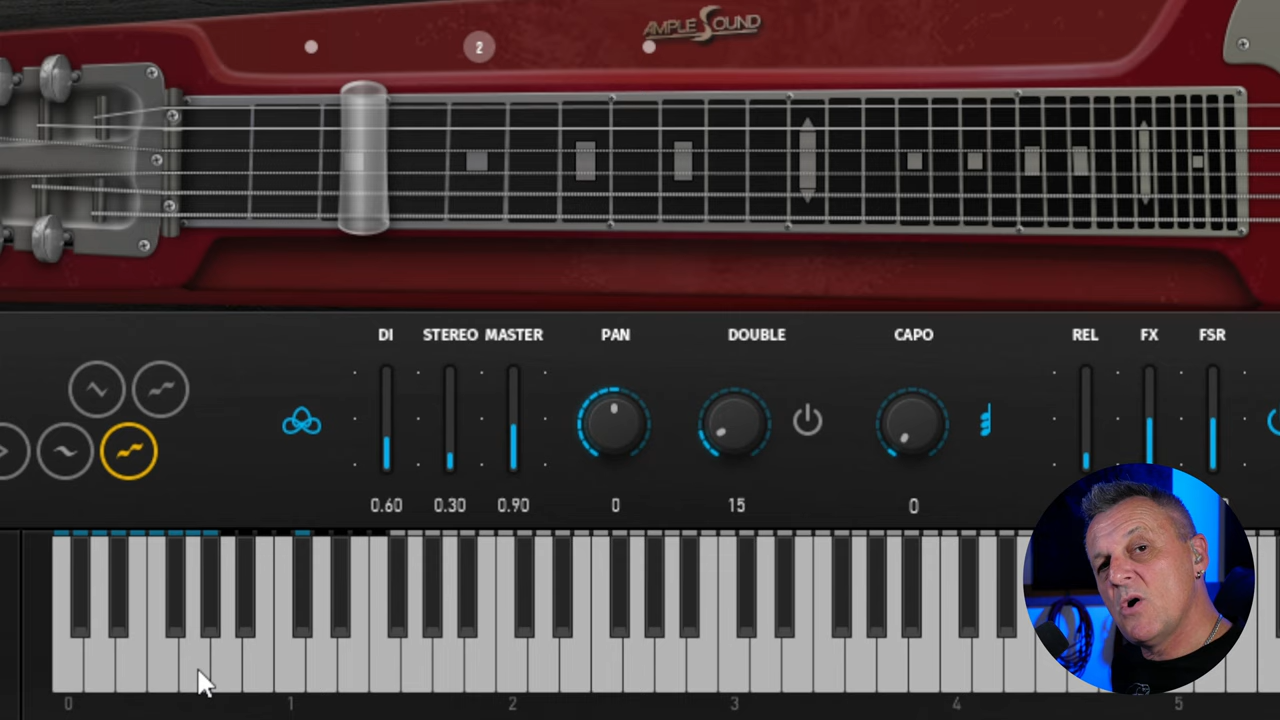 AMPLE SOUND
2
DI STEREO MASTER PAN DOUBLE CAPO REL FX FSR
0.60 0.30 0.90 0 15 0
0 1 2 3 4 5